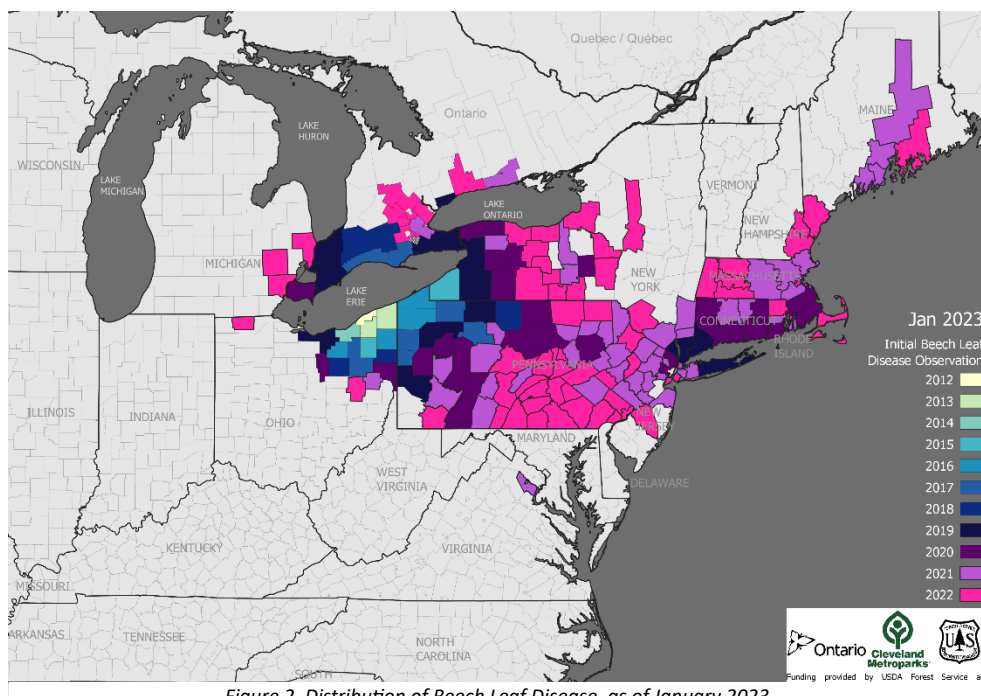 Quebec / Québec
Ontario
MAINE
WISCONSIN
LAKE
HURON
LAKE
MICHIGAN
VERMONT
LAKE
ONTARIO
NEW
HAMPSHIRE
MICHIGAN
NEW
YORK
MASSACHUSETTS
LAKE
ERIE
CONNECTICUT
RHODE
ISLAND
PENNSYLVANIA
ILLINOIS
INDIANA
OHIO
NEW
JERSEY
MARYLAND
WEST
VIRGINIA
DELAWARE
KENTUCKY
VIRGINIA
MISSOURI
ARKANSAS
TENNESSEE
NORTH
CAROLINA
SOUTH
Jan 2023
Initial Beech Leaf
Disease Observation
2012
2013
2014
2015
2016
2017
2018
2019
2020
2021
2022
Ontario
Cleveland
Metroparks
U S
Funding provided by USDA Forest Service a
Figure 2. Distribution of Beech Leaf Disease, as of January 2023